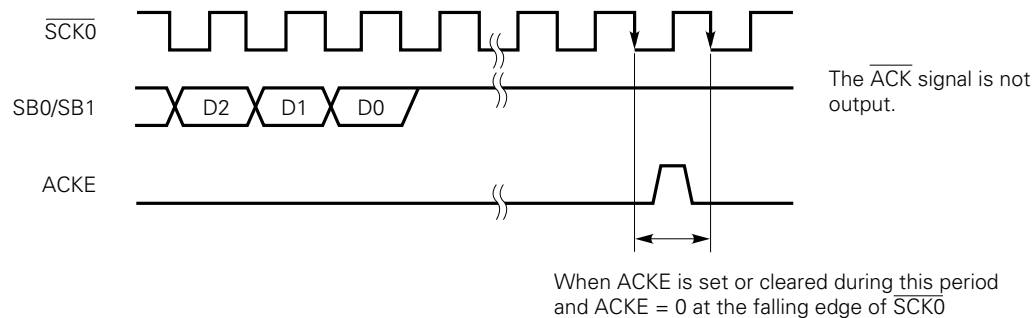 SCK0
The ACK signal is not
output.
SB0/SB1
D2
D1
D0
ACKE
When ACKE is set or cleared during this period
and ACKE = 0 at the falling edge of SCK0